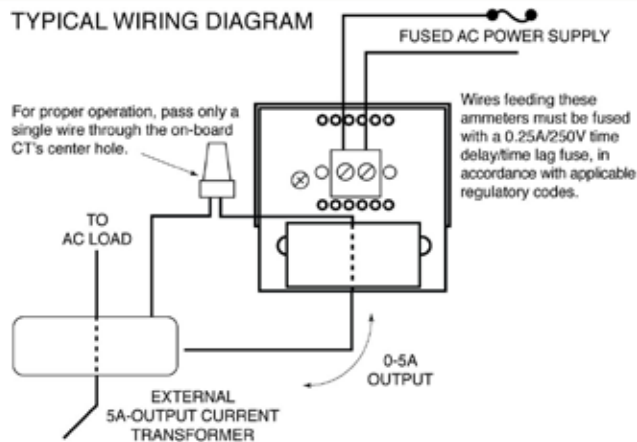 TYPICAL WIRING DIAGRAM
FUSED AC POWER SUPPLY
For proper operation, pass only a
single wire through the on-board
CT's center hole.
Wires feeding these
ammeters must be fused
with a 0.25A/250V time
delay/time lag fuse, in
accordance with applicable
regulatory codes.
TO
AC LOAD
0-5A
OUTPUT
EXTERNAL
5A-OUTPUT CURRENT
TRANSFORMER